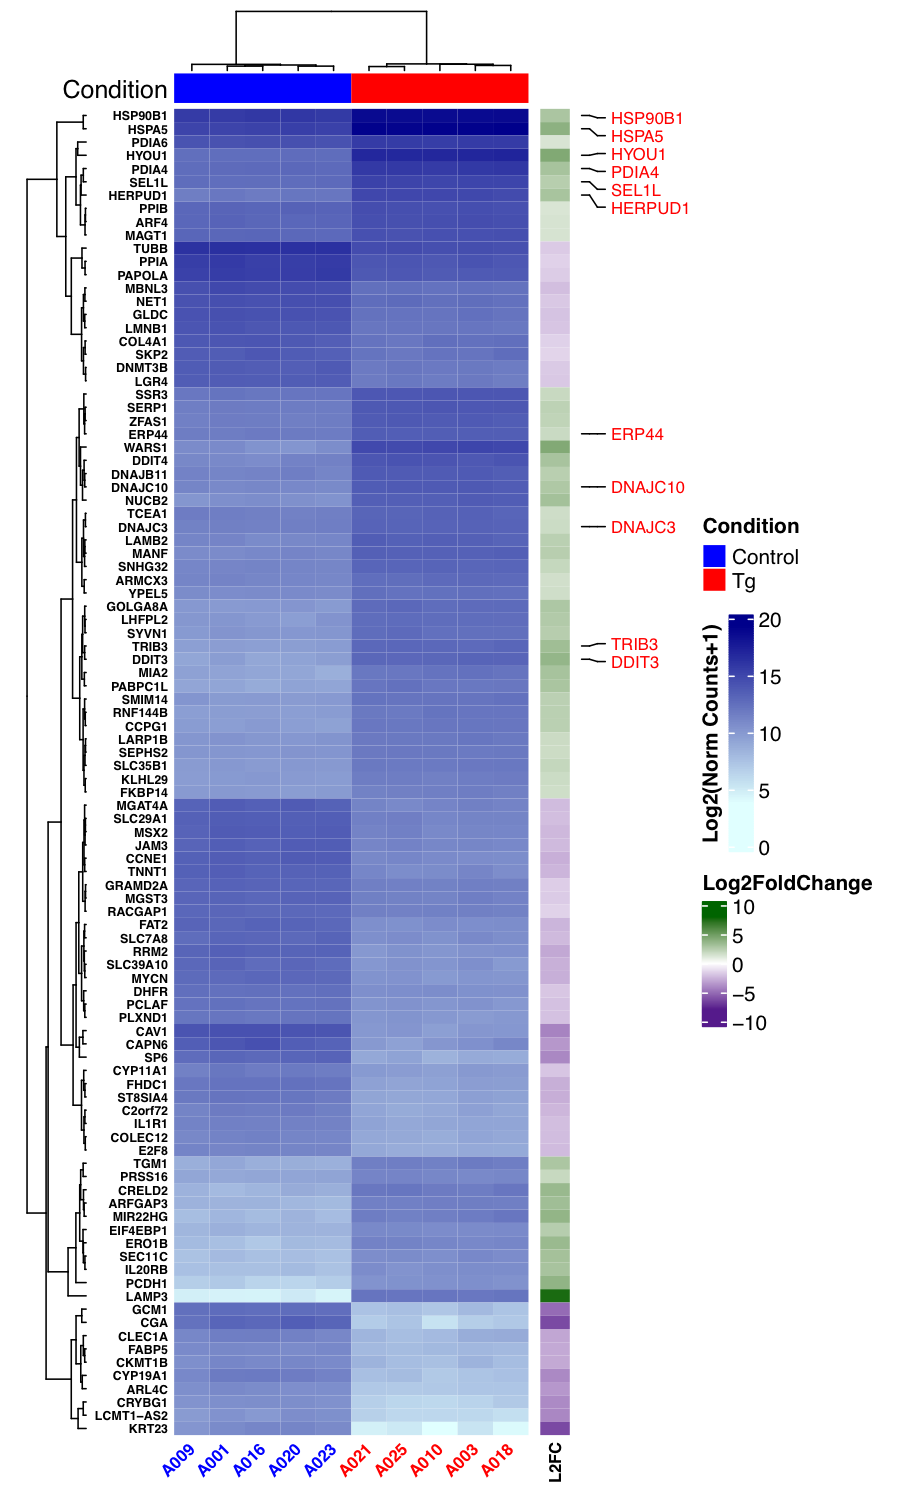 Condition
HSP90B1
HSPA5
PDIA6
HYOU1
PDIA4
SEL1L
HERPUD1
PPIB
ARF4
MAGT1
TUBB
PPIA
PAPOLA
MBNL3
NET1
GLDC
LMNB1
COL4A1
SKP2
DNMT3B
LGR4
SSR3
SERP1
ZFAS1
ERP44
WARS1
DDIT4
DNAJB11
DNAJC10
NUCB2
TCEA1
DNAJC3
LAMB2
MANF
SNHG32
ARMCX3
YPEL5
GOLGA8A
LHFPL2
SYVN1
TRIB3
DDIT3
MIA2
PABPC1L
SMIM14
RNF144B
CCPG1
LARP1B
SEPHS2
SLC35B1
KLHL29
FKBP14
MGAT4A
SLC29A1
MSX2
JAM3
CCNE1
TNNT1
GRAMD2A
MGST3
RACGAP1
FAT2
SLC7A8
RRM2
SLC39A10
MYCN
DHFR
PCLAF
PLXND1
CAV1
CAPN6
SP6
CYP11A1
FHDC1
ST8SIA4
C2orf72
IL1R1
COLEC12
E2F8
TGM1
PRSS16
CRELD2
ARFGAP3
MIR22HG
EIF4EBP1
ERO1B
SEC11C
IL20RB
PCDH1
LAMP3
GCM1
CGA
CLEC1A
FABP5
CKMT1B
CYP19A1
ARL4C
CRYBG1
LCMT1−AS2
KRT23
A009
A001
A016
A020
A023
A021
A025
A010
A003
A018
L2FC
HSP90B1
HSPA5
HYOU1
PDIA4
SEL1L
HERPUD1
ERP44
DNAJC10
DNAJC3
TRIB3
DDIT3
Condition
Control
Tg
Log2(Norm Counts+1)
20
15
10
5
0
Log2FoldChange
10
5
0
−5
−10